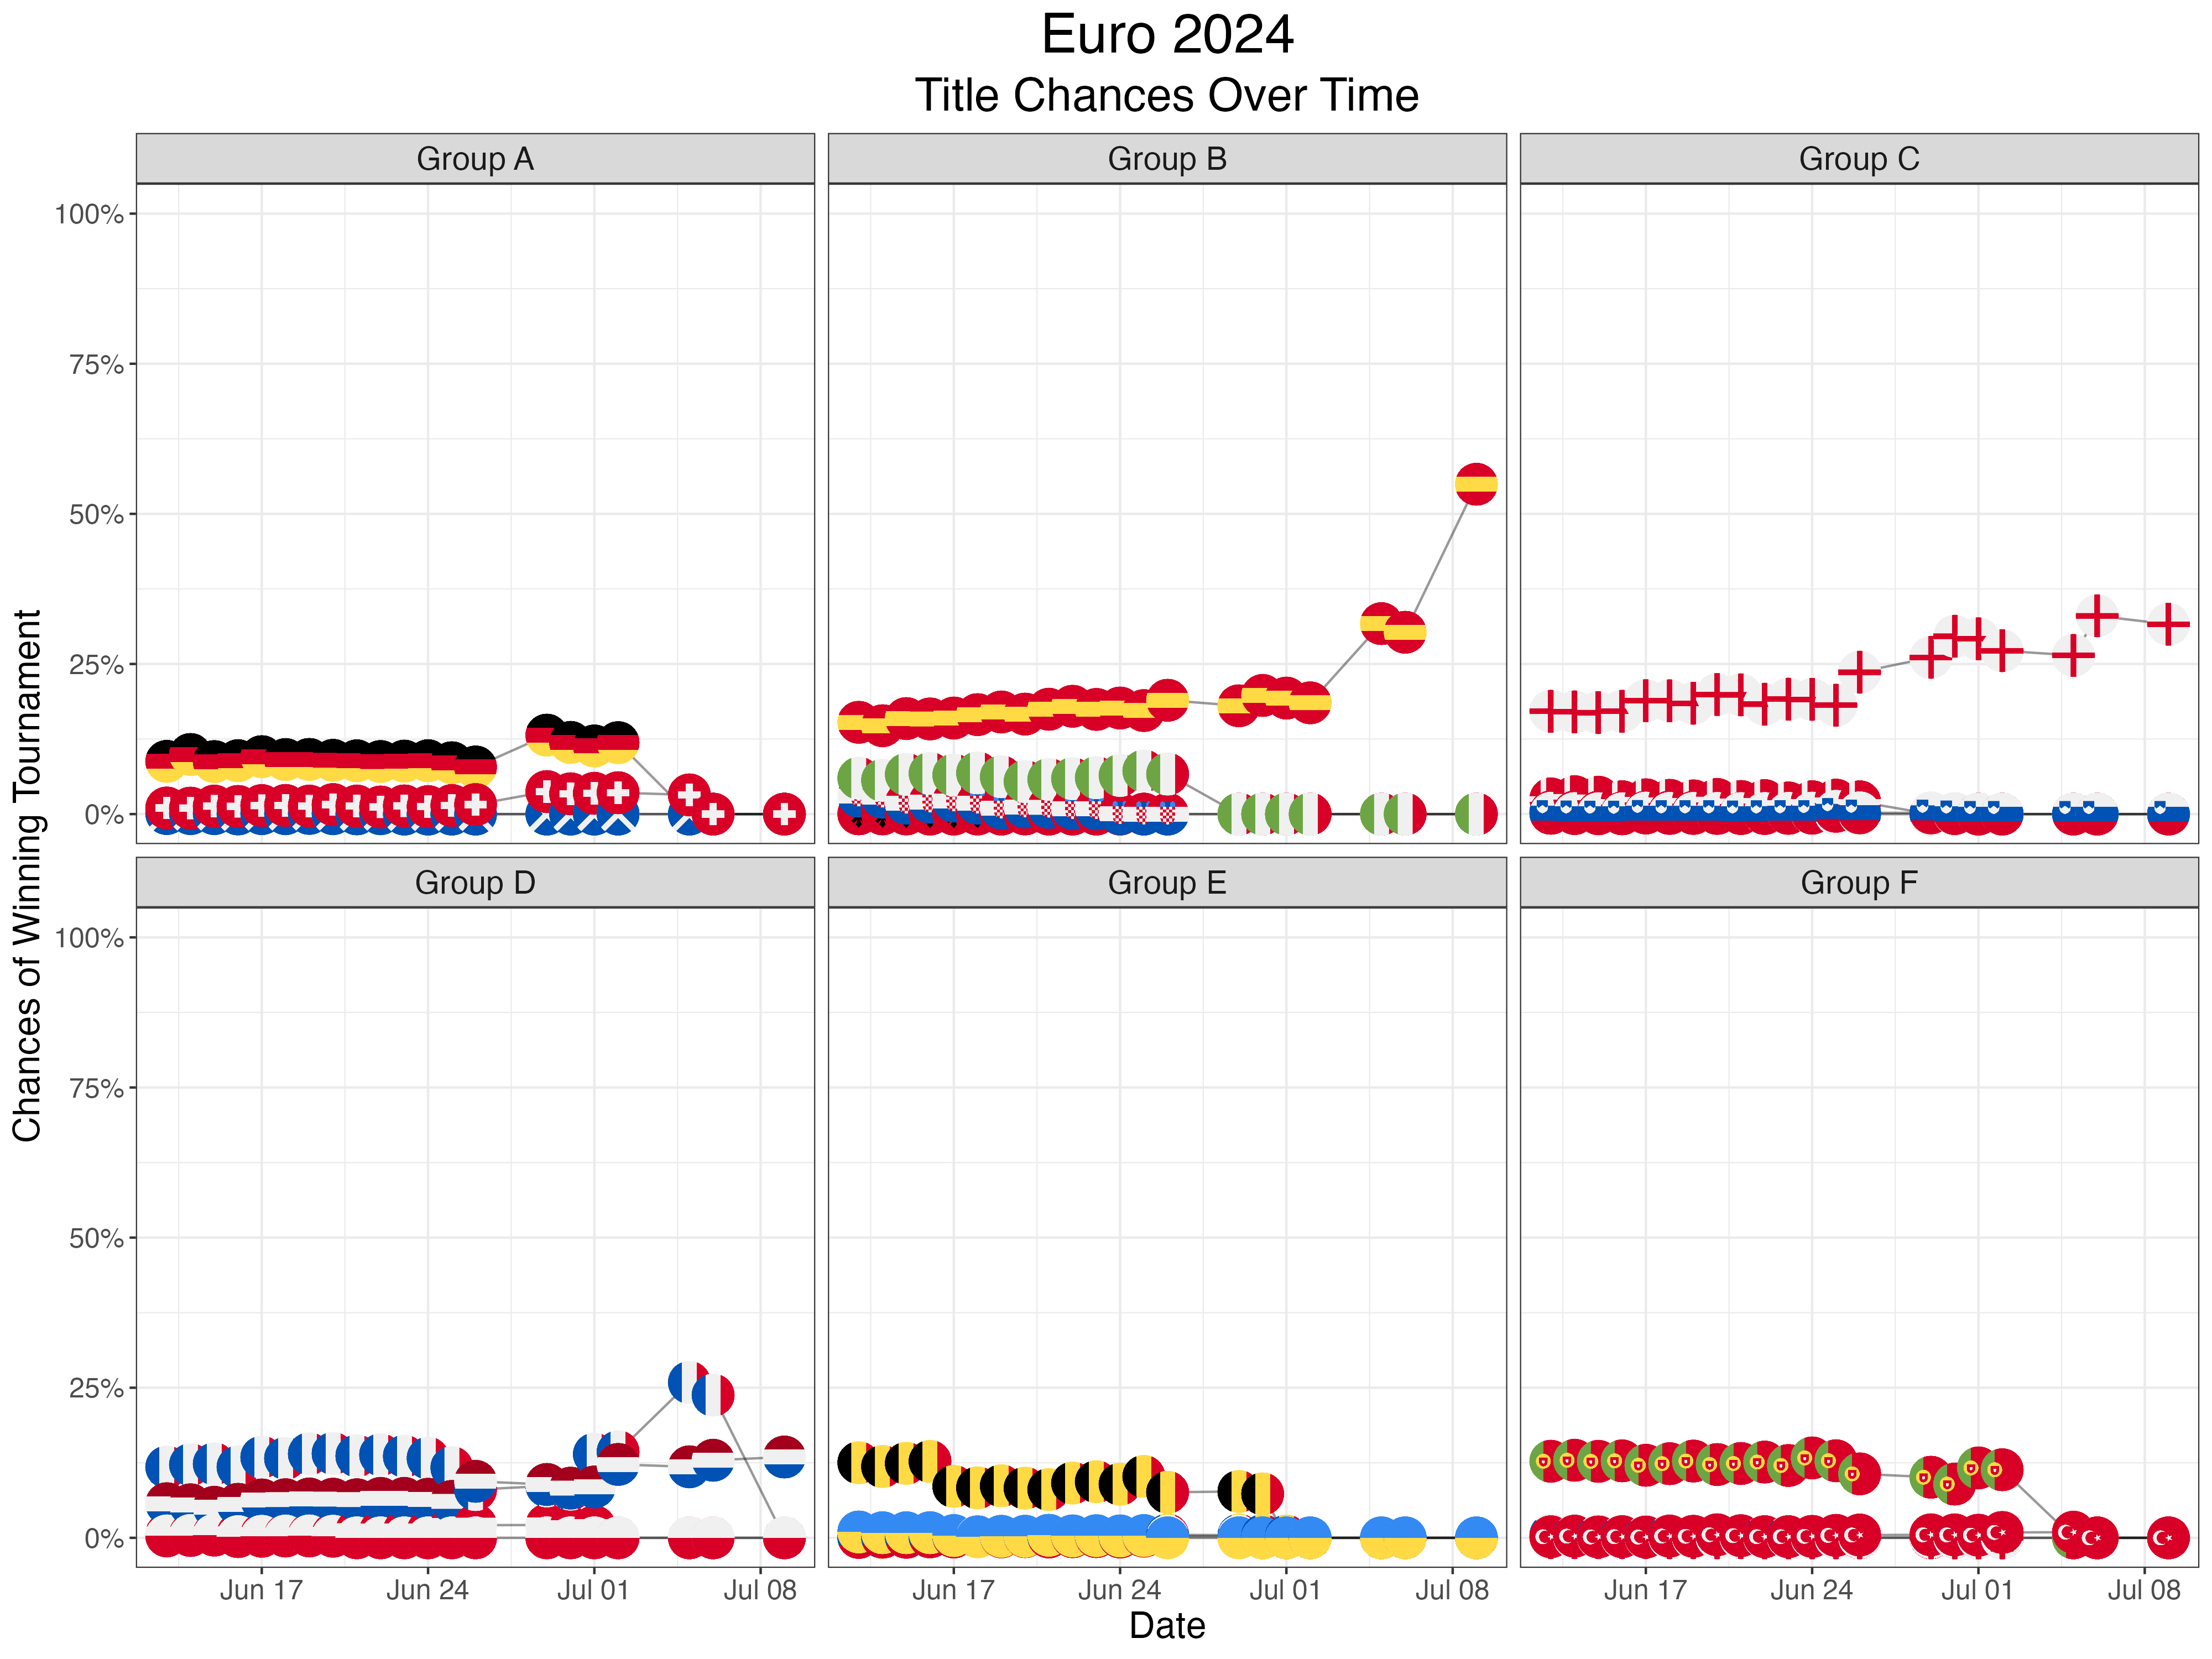 Euro 2024
Title Chances Over Time
Group A
Group B
Group C
100%
75%
50%
25%
0%
Group D
Group E
Group F
100%
75%
50%
25%
0%
Jun 17
Jun 24
Jul 01
Jul 08
Jun 17
Jun 24
Jul 01
Jul 08
Jun 17
Jun 24
Jul 01
Jul 08
Date
Chances of Winning Tournament